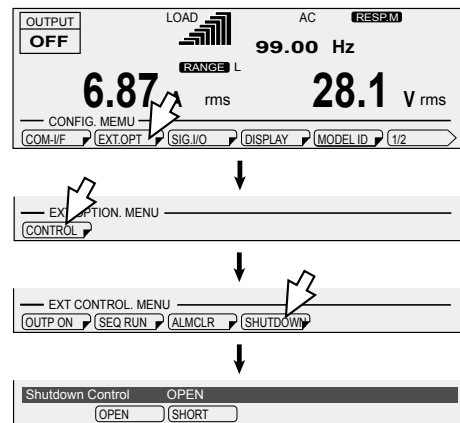 OUTPUT LOAD AC RESP.M
OFF 99.00 Hz
RANGE L
6.87 rms 28.1 V rms
CONFIG. MEMU
COM-I/F EXT.OPT SIG.I/O DISPLAY MODEL ID 1/2
EXT OPTION. MENU
CONTROL
EXT CONTROL. MENU
OUTP ON SEQ RUN ALMCLR SHUTDOWN
Shutdown Control OPEN
OPEN SHORT